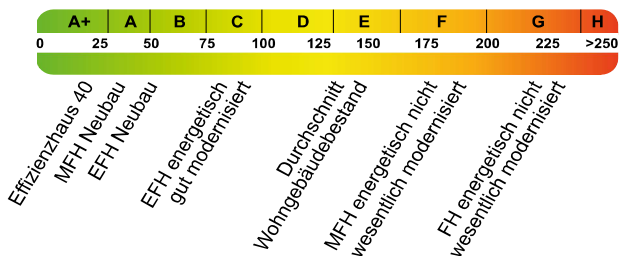 A+ A B C D E F G H
0 25 50 75 100 125 150 175 200 225 >250
Effizienzhaus 40
MFH Neubau
EFH Neubau
EFH energetisch
gut modernisiert
Durchschnitt
Wohngebäudebestand
MFH energetisch nicht
wesentlich modernisiert
FH energetisch nicht
wesentlich modernisiert